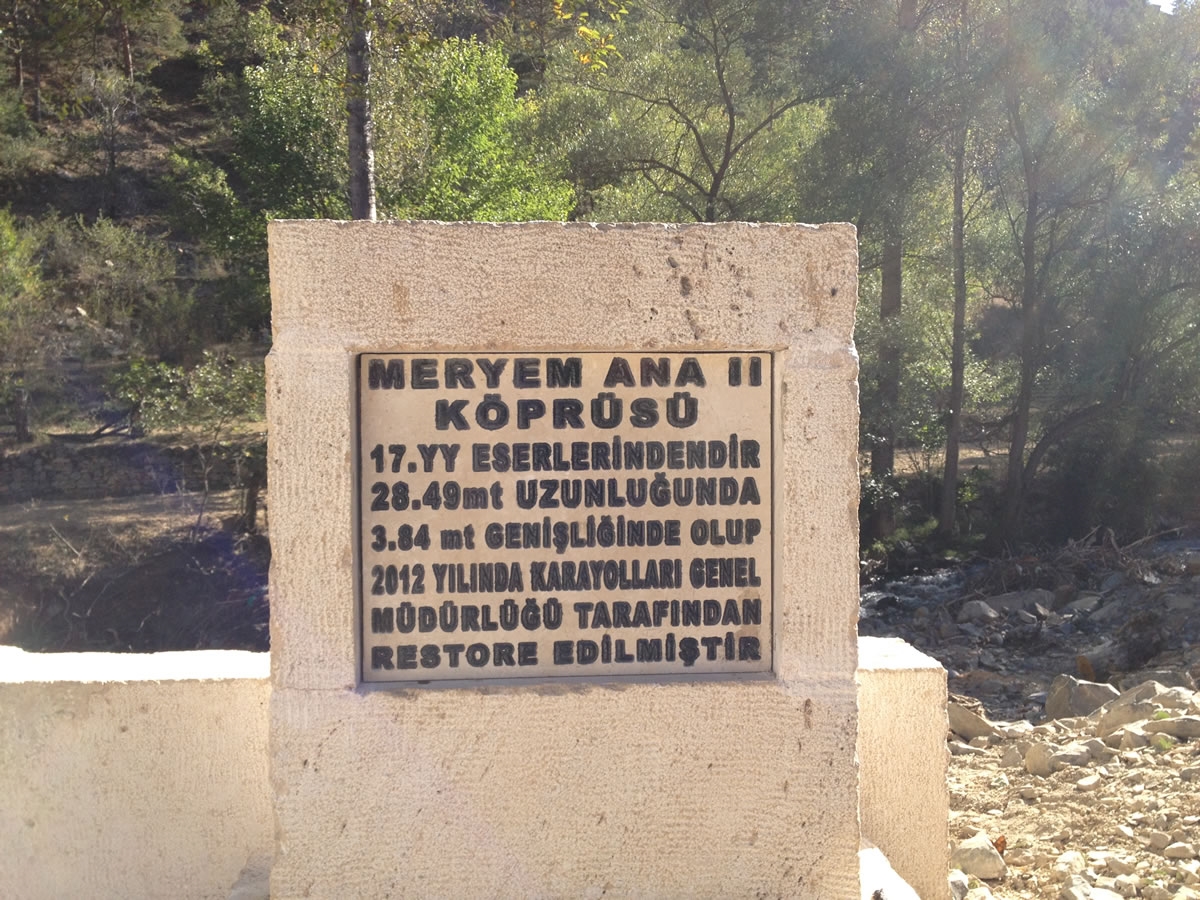 MERYEM ANA II
KÖPRÜSÜ
17.YY ESERLERİNDENDİR
28.49mt UZUNLUĞUNDA
3.84 mt GENİŞLİĞİNDE OLUP
2012 YILINDA KARAYOLLARI GENEL
MÜDÜRLÜĞÜ TARAFINDAN
RESTORE EDİLMİŞTİR